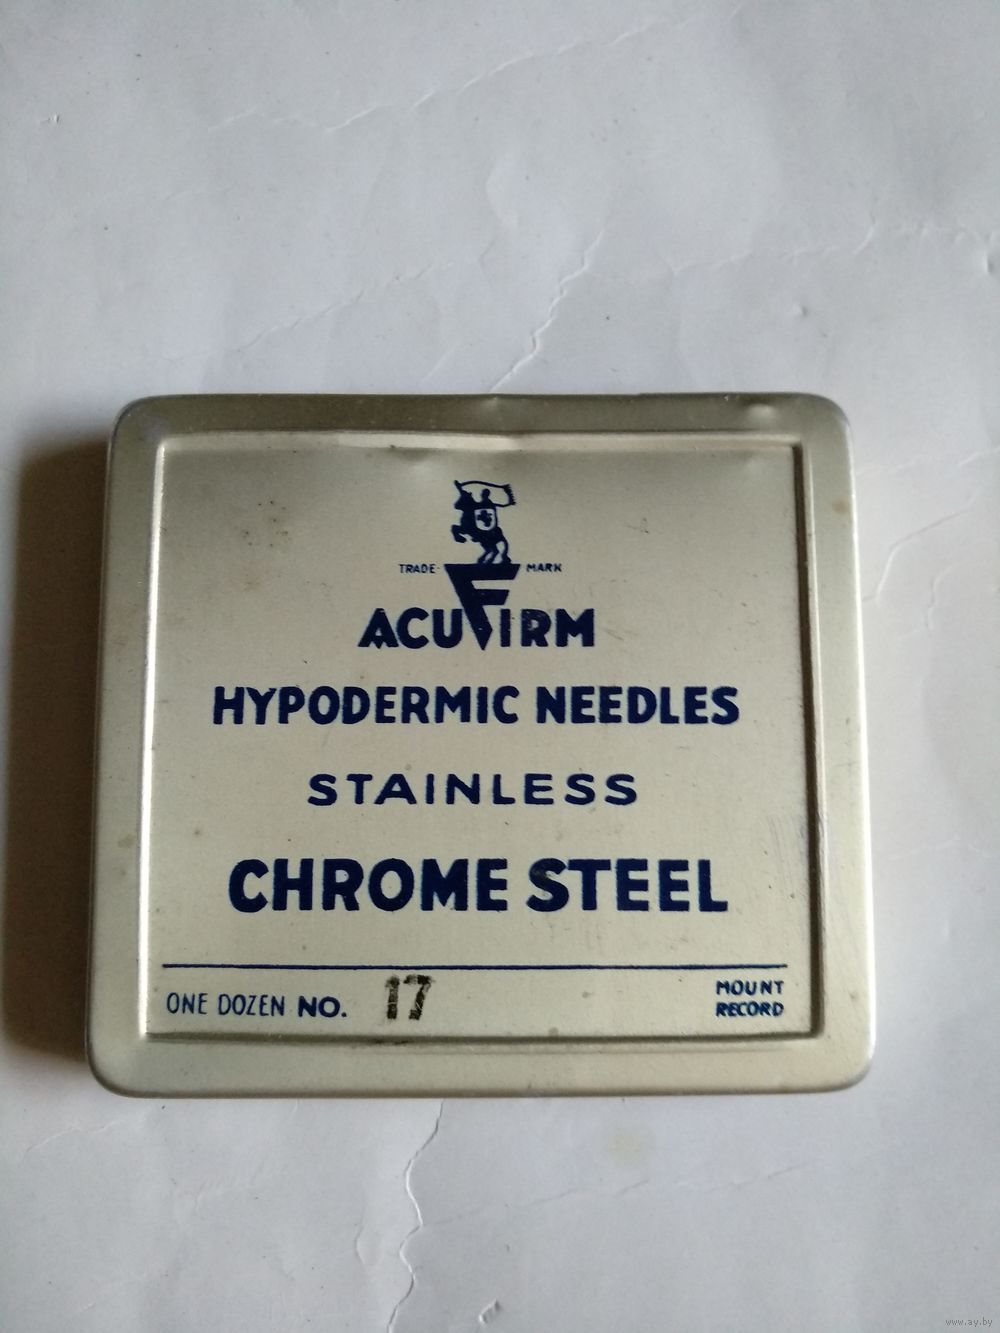 TRADE- MARK
ACUFIRM
HYPODERMIC NEEDLES
STAINLESS
CHROME STEEL
ONE DOZEN NO. 17
MOUNT
RECORD
www.ay.by